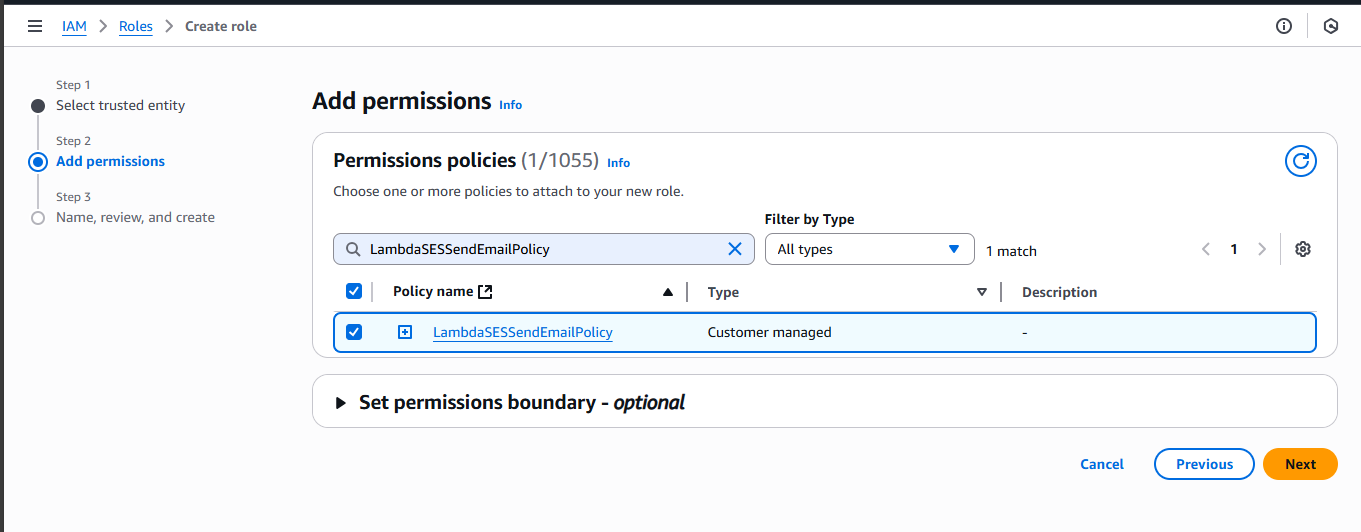 IAM > Roles > Create role
Step 1
Select trusted entity
Step 2
Add permissions
Step 3
Name, review, and create
Add permissions Info
Permissions policies (1/1055) Info
Choose one or more policies to attach to your new role.
Filter by Type
LambdaSESSendEmailPolicy
All types
1 match
1
Policy name
Type
Description
LambdaSESSendEmailPolicy
Customer managed
-
Set permissions boundary - optional
Cancel
Previous
Next